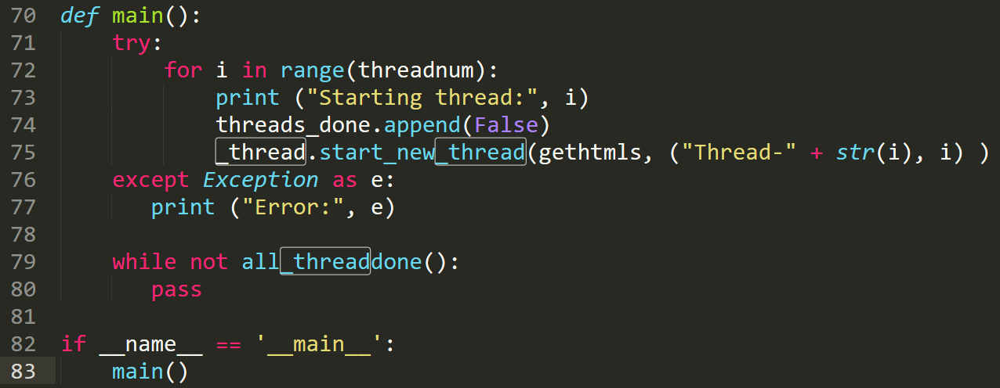 70 def main():
71     try:
72         for i in range(threadnum):
73             print ("Starting thread:", i)
74             threads_done.append(False)
75             _thread.start_new_thread(gethtmls, ("Thread-" + str(i), i) )
76     except Exception as e:
77        print ("Error:", e)
78
79     while not all_threaddone():
80        pass
81
82 if __name__ == '__main__':
83     main()